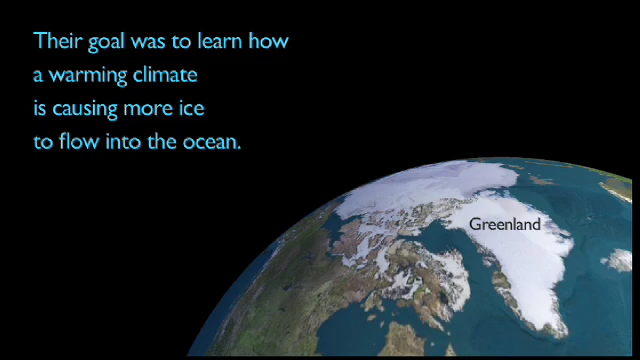 Their goal was to learn how
a warming climate
is causing more ice
to flow into the ocean.
Greenland